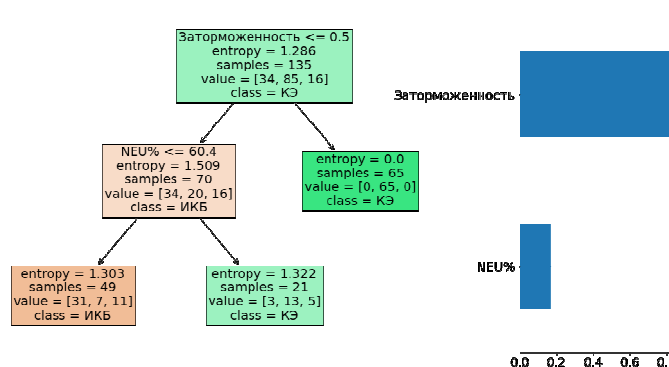 Заторможенность <= 0.5
entropy = 1.286
samples = 135
value = [34, 85, 16]
class = КЭ
NEU% <= 60.4
entropy = 1.509
samples = 70
value = [34, 20, 16]
class = ИКБ
entropy = 0.0
samples = 65
value = [0, 65, 0]
class = КЭ
entropy = 1.303
samples = 49
value = [31, 7, 11]
class = ИКБ
entropy = 1.322
samples = 21
value = [3, 13, 5]
class = КЭ
Заторможенность
NEU%
0.0 0.2 0.4 0.6